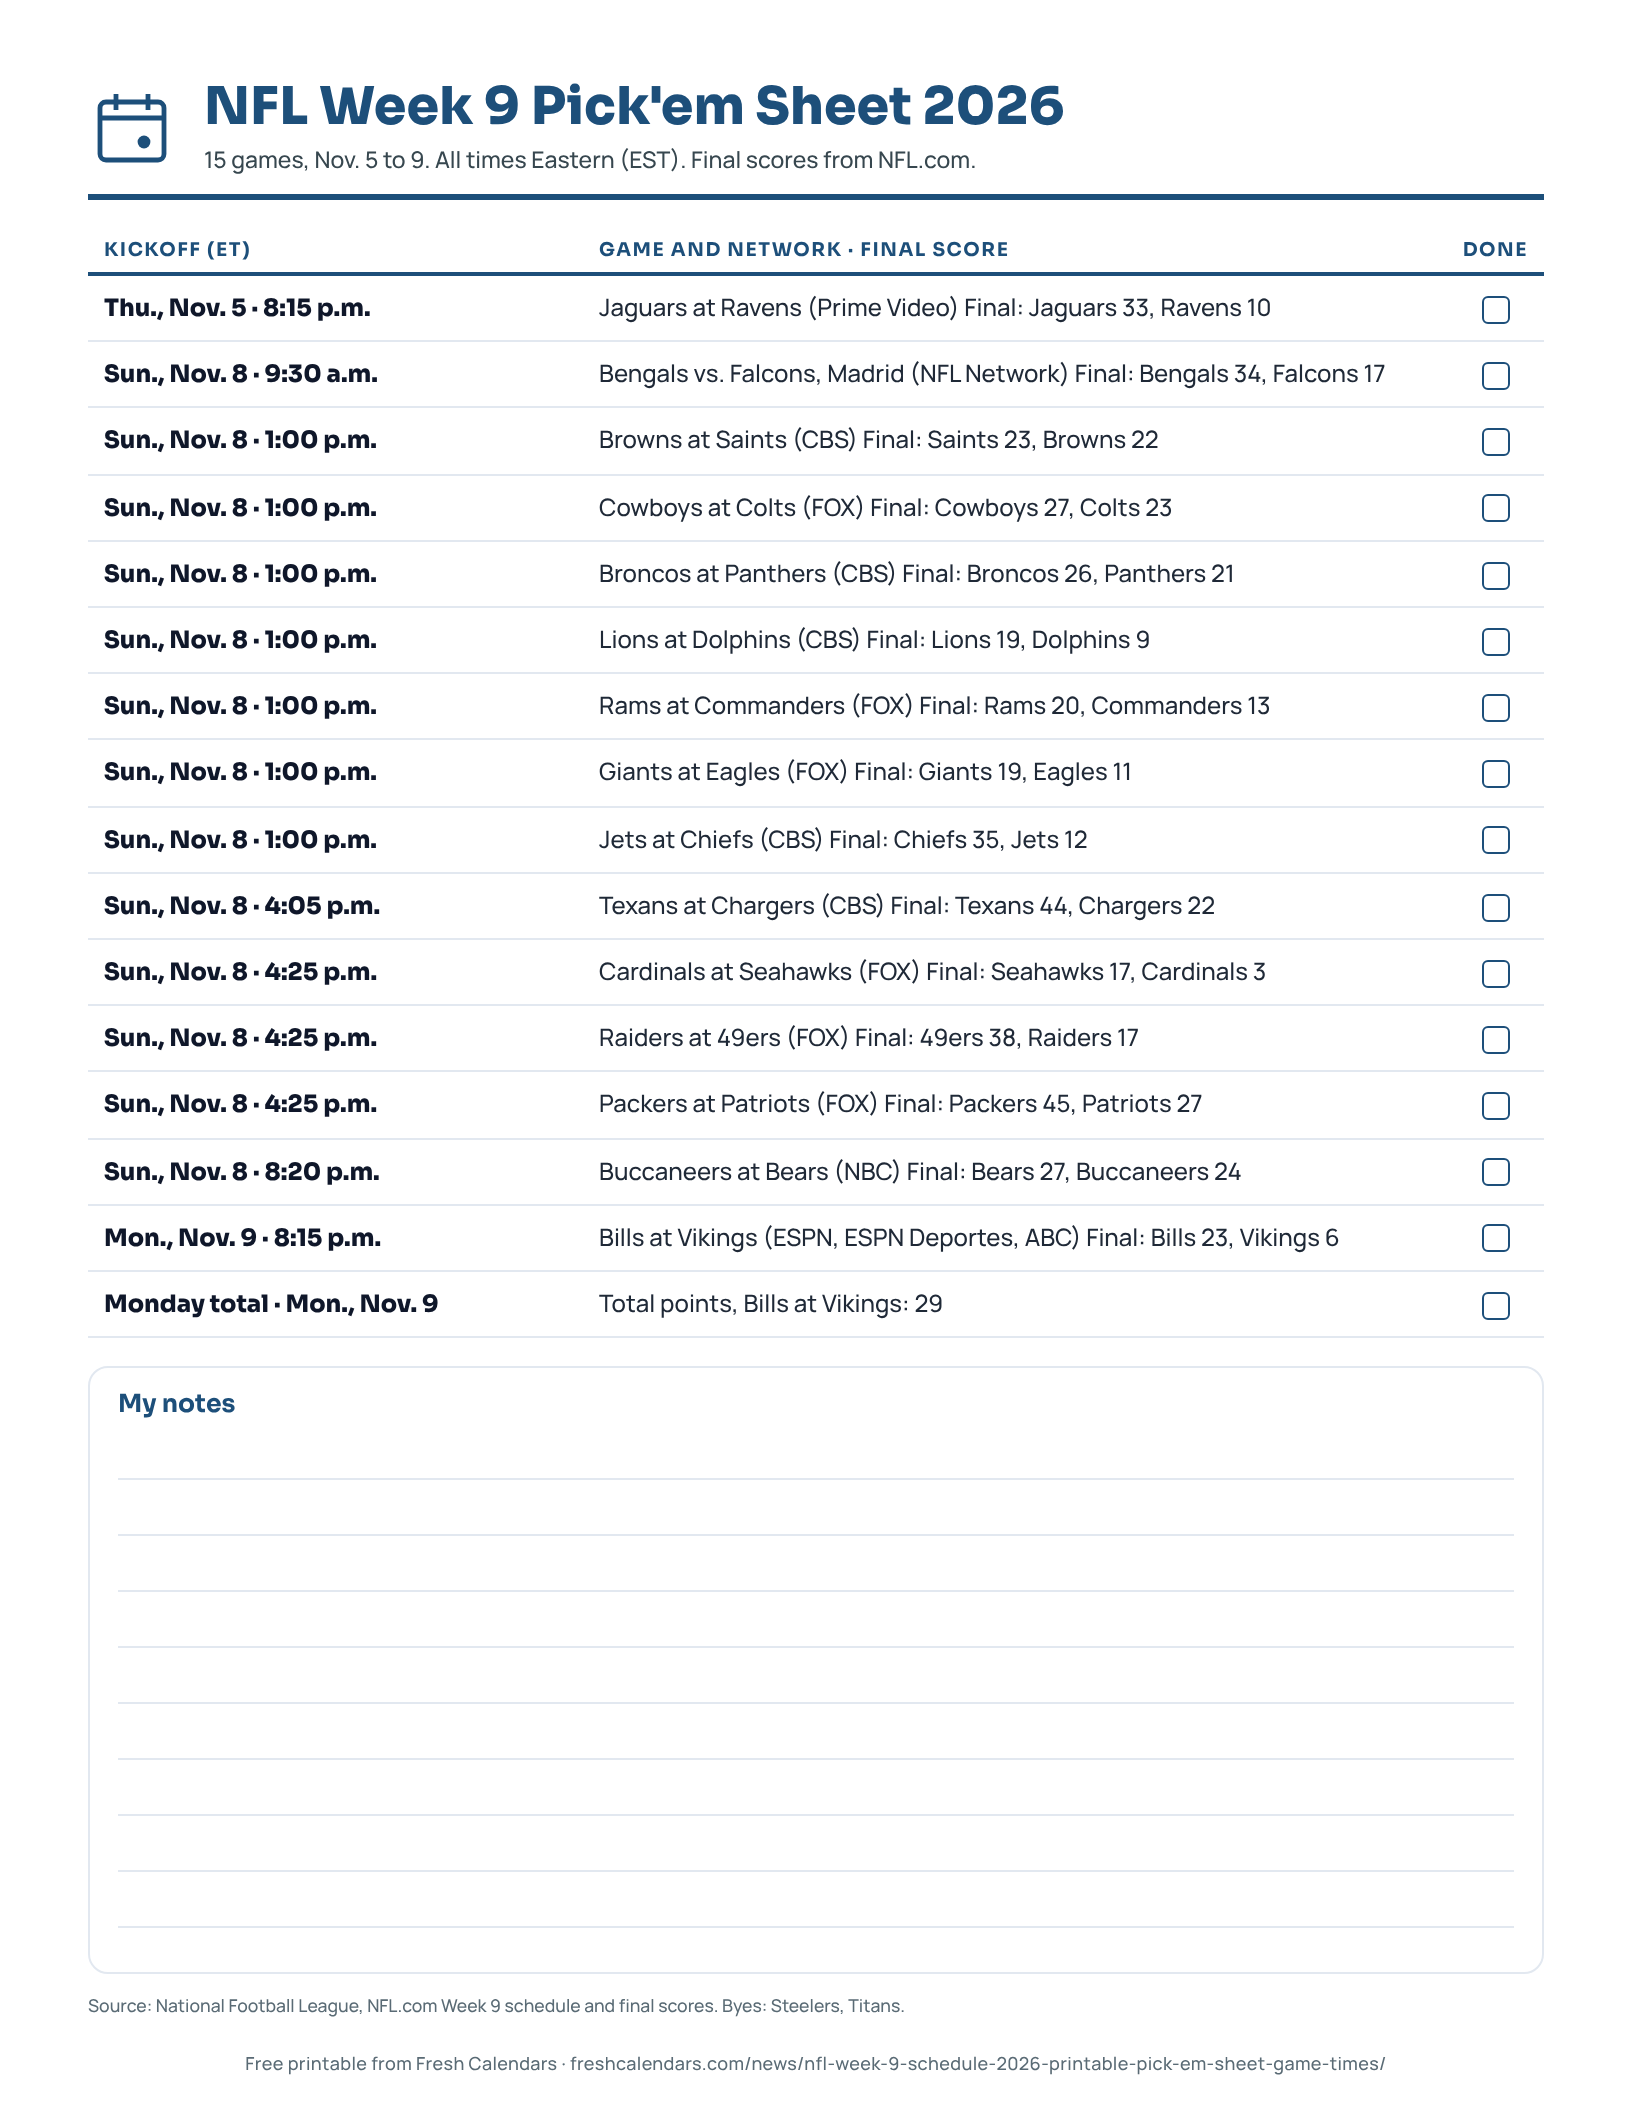 NFL Week 9 Pick'em Sheet 2026
15 games, Nov. 5 to 9. All times Eastern (EST). Final scores from NFL.com.
KICKOFF (ET) GAME AND NETWORK · FINAL SCORE DONE
Thu., Nov. 5 · 8:15 p.m. Jaguars at Ravens (Prime Video) Final: Jaguars 33, Ravens 10
Sun., Nov. 8 · 9:30 a.m. Bengals vs. Falcons, Madrid (NFL Network) Final: Bengals 34, Falcons 17
Sun., Nov. 8 · 1:00 p.m. Browns at Saints (CBS) Final: Saints 23, Browns 22
Sun., Nov. 8 · 1:00 p.m. Cowboys at Colts (FOX) Final: Cowboys 27, Colts 23
Sun., Nov. 8 · 1:00 p.m. Broncos at Panthers (CBS) Final: Broncos 26, Panthers 21
Sun., Nov. 8 · 1:00 p.m. Lions at Dolphins (CBS) Final: Lions 19, Dolphins 9
Sun., Nov. 8 · 1:00 p.m. Rams at Commanders (FOX) Final: Rams 20, Commanders 13
Sun., Nov. 8 · 1:00 p.m. Giants at Eagles (FOX) Final: Giants 19, Eagles 11
Sun., Nov. 8 · 1:00 p.m. Jets at Chiefs (CBS) Final: Chiefs 35, Jets 12
Sun., Nov. 8 · 4:05 p.m. Texans at Chargers (CBS) Final: Texans 44, Chargers 22
Sun., Nov. 8 · 4:25 p.m. Cardinals at Seahawks (FOX) Final: Seahawks 17, Cardinals 3
Sun., Nov. 8 · 4:25 p.m. Raiders at 49ers (FOX) Final: 49ers 38, Raiders 17
Sun., Nov. 8 · 4:25 p.m. Packers at Patriots (FOX) Final: Packers 45, Patriots 27
Sun., Nov. 8 · 8:20 p.m. Buccaneers at Bears (NBC) Final: Bears 27, Buccaneers 24
Mon., Nov. 9 · 8:15 p.m. Bills at Vikings (ESPN, ESPN Deportes, ABC) Final: Bills 23, Vikings 6
Monday total · Mon., Nov. 9 Total points, Bills at Vikings: 29
My notes
Source: National Football League, NFL.com Week 9 schedule and final scores. Byes: Steelers, Titans.
Free printable from Fresh Calendars · freshcalendars.com/news/nfl-week-9-schedule-2026-printable-pick-em-sheet-game-times/